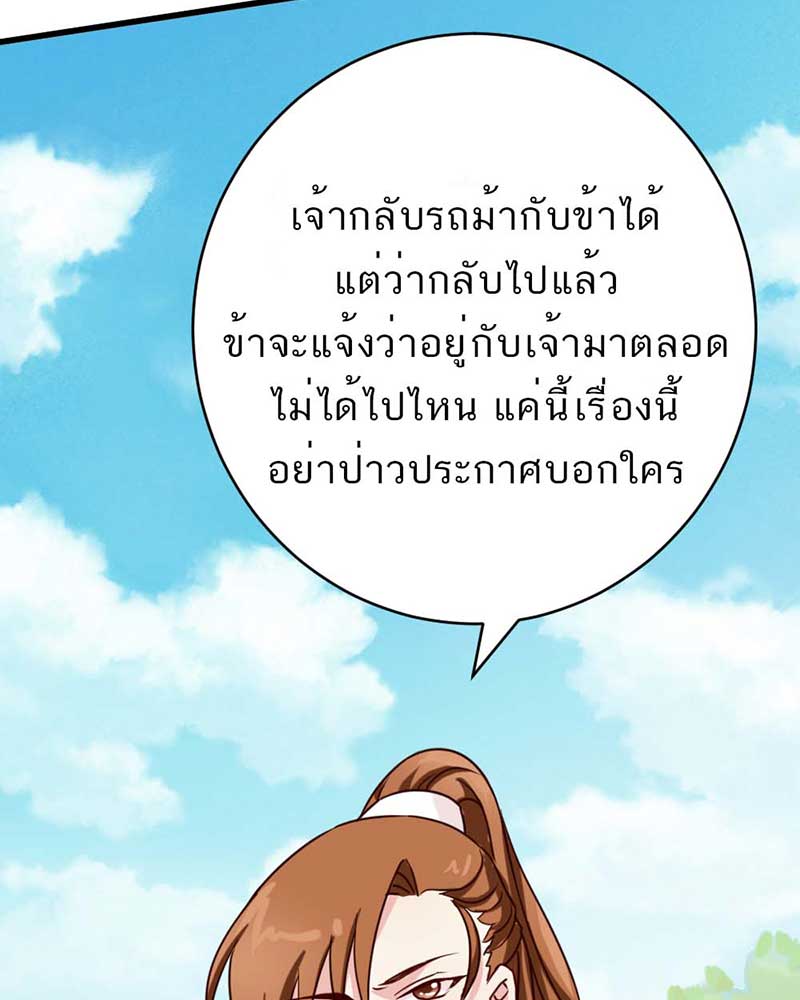 เจ้ากลับรถม้ากับข้าได้
แต่ว่ากลับไปแล้ว
ข้าจะแจ้งว่าอยู่กับเจ้ามาตลอด
ไม่ได้ไปไหน แค่นี้เรื่องนี้
อย่าป่าวประกาศบอกใคร